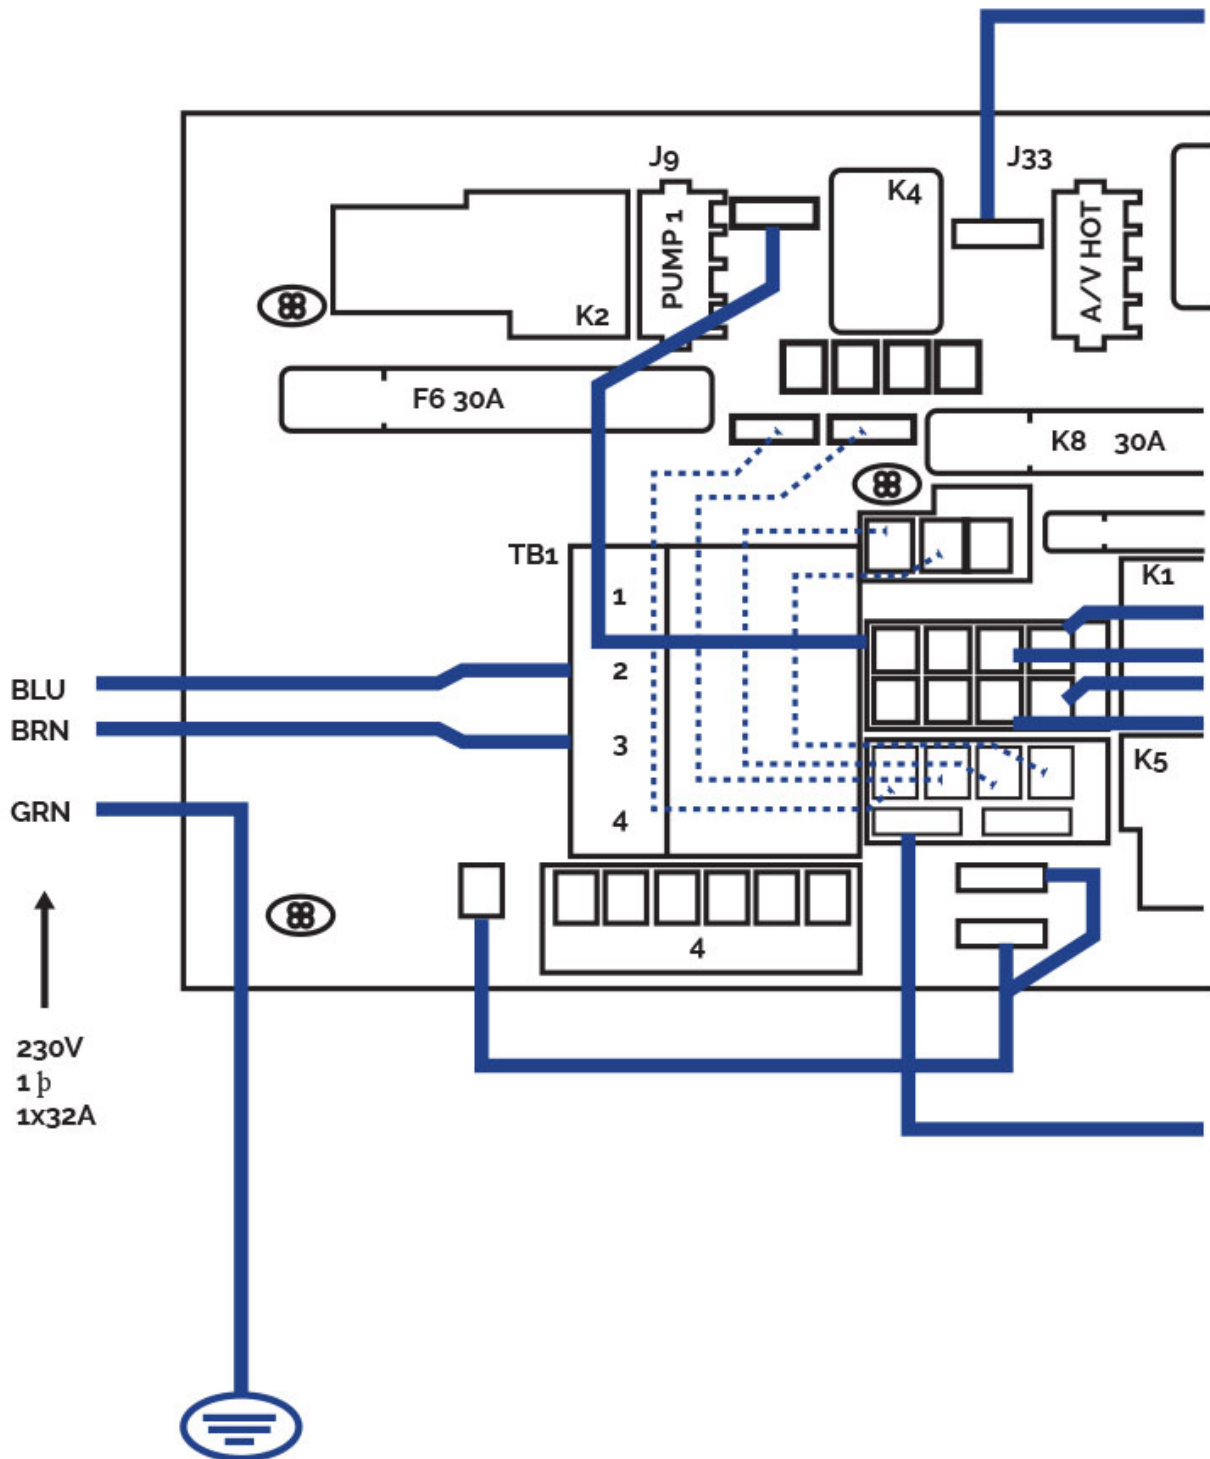 J9
J33
K4
PUMP 1
A/V HOT
K2
F6 30A
K8 30A
TB1
K1
1
2
BLU
BRN
3
K5
GRN
4
4
230V
1 þ
1x32A